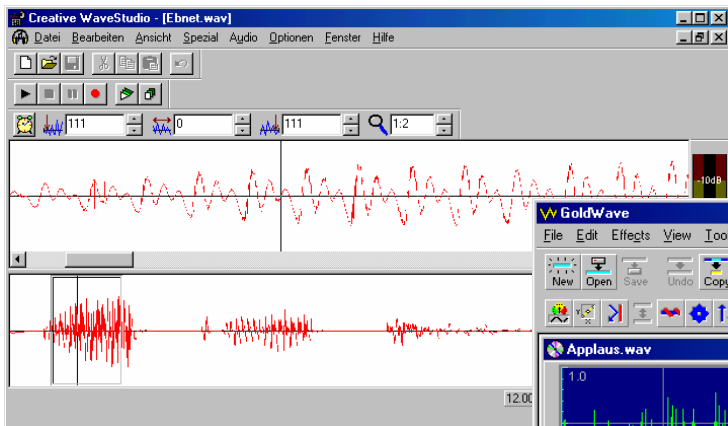 Creative WaveStudio - [Ebnet.wav]
Datei Bearbeiten Ansicht Spezial Audio Optionen Fenster Hilfe
111 0 111 1:2
-10dB
GoldWave
File Edit Effects View Tool
New Open Save Undo Copy
Applaus.wav
1.0
12.00